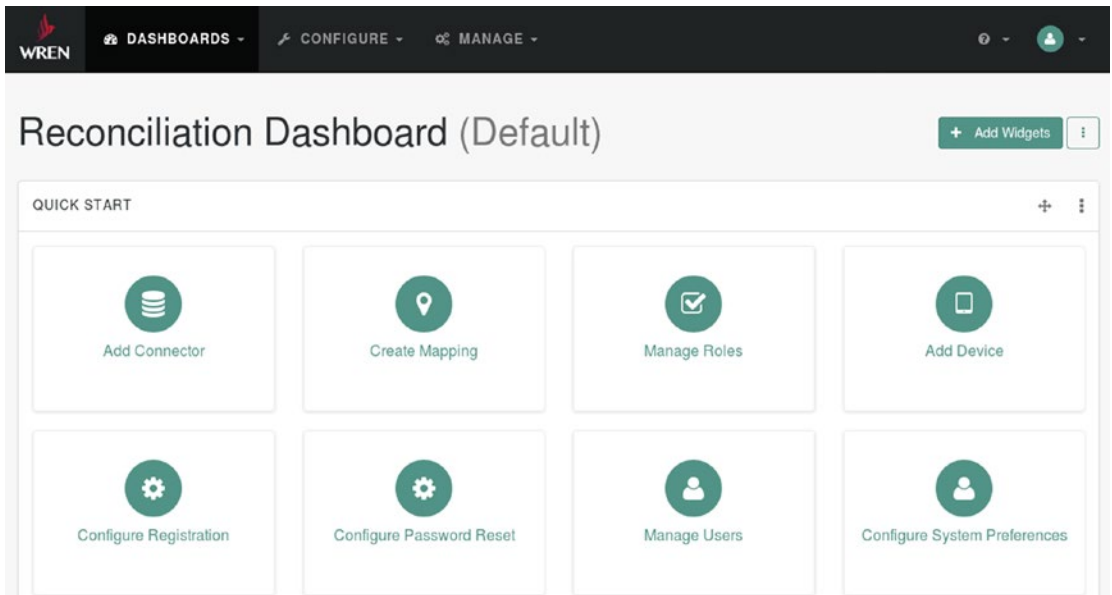 WREN
DASHBOARDS
CONFIGURE
MANAGE
Reconciliation Dashboard (Default)
+ Add Widgets
QUICK START
Add Connector
Create Mapping
Manage Roles
Add Device
Configure Registration
Configure Password Reset
Manage Users
Configure System Preferences